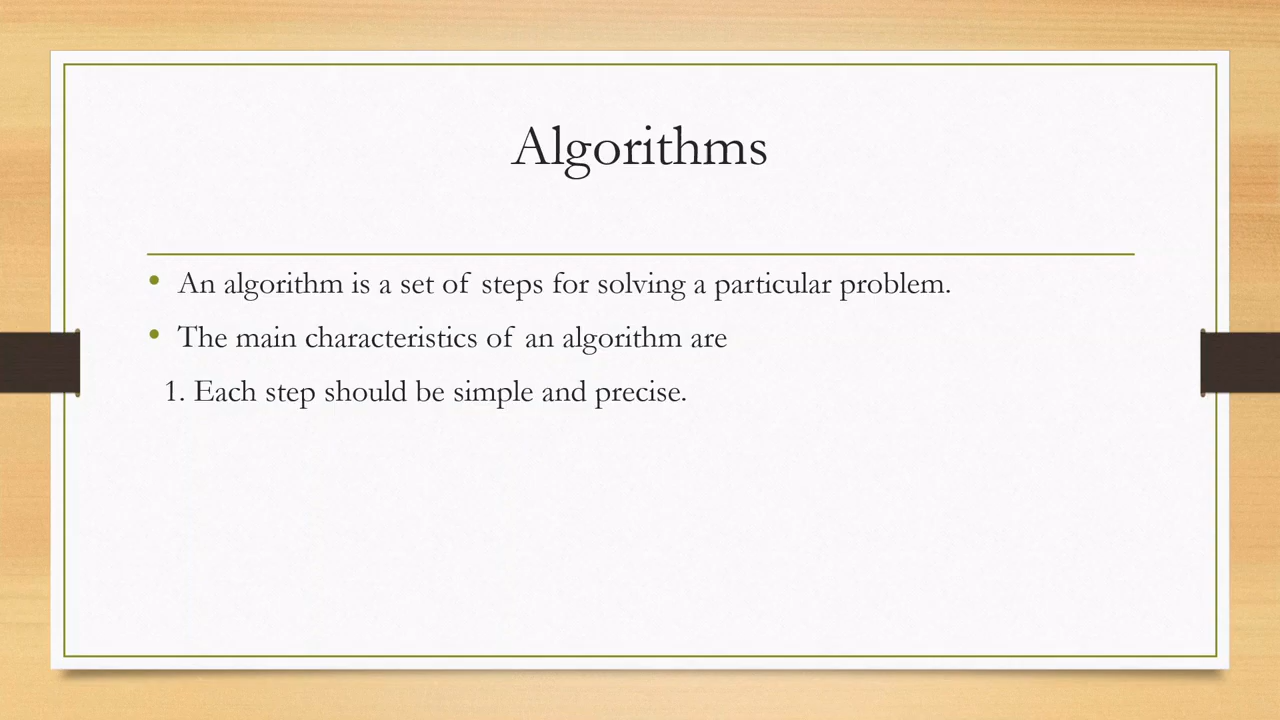 Algorithms
• An algorithm is a set of steps for solving a particular problem.
• The main characteristics of an algorithm are
1. Each step should be simple and precise.